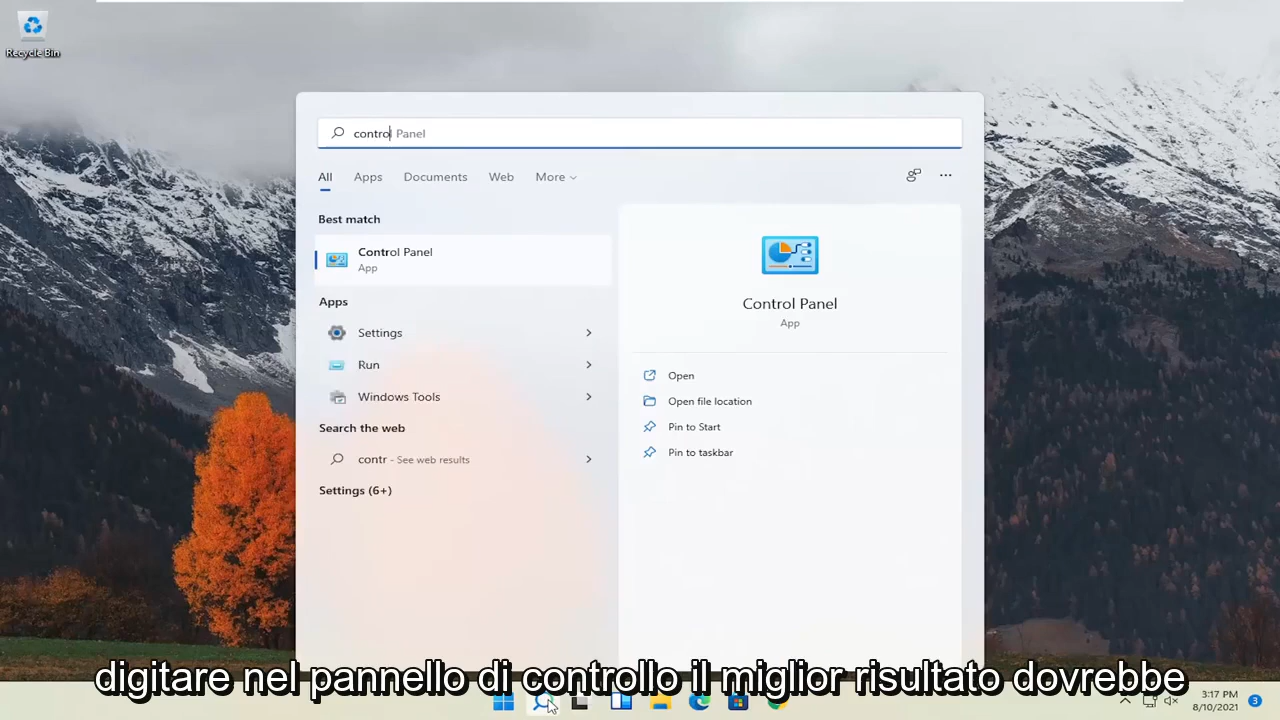 Recycle Bin
control Panel
All
Apps
Documents
Web
More
Best match
Control Panel
App
Apps
Settings
Run
Windows Tools
Search the web
contr - See web results
Settings (6+)
Control Panel
App
Open
Open file location
Pin to Start
Pin to taskbar
digitare nel pannello di controllo il miglior risultato dovrebbe
3:17 PM
8/10/2021
3